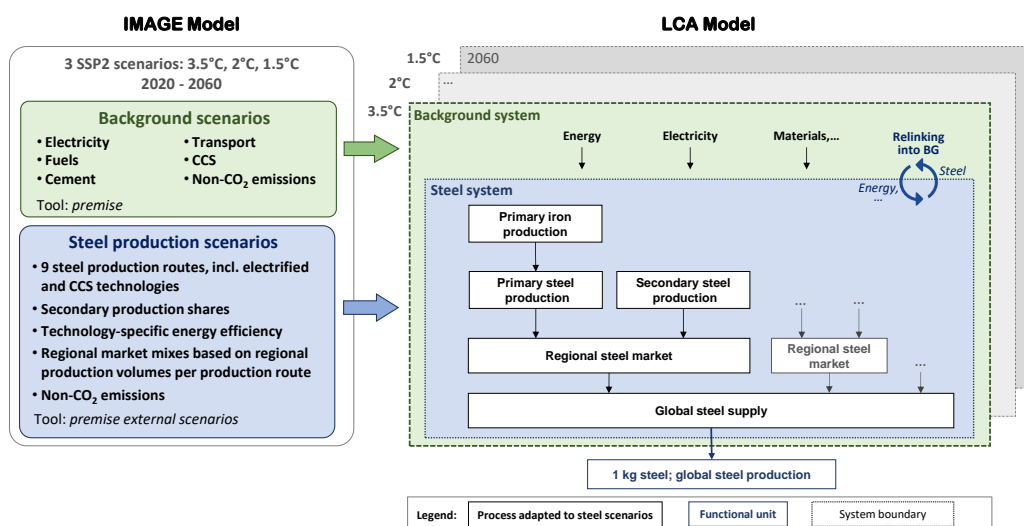 IMAGE Model
3 SSP2 scenarios: 3.5°C, 2°C, 1.5°C
2020 - 2060
Background scenarios
• Electricity
• Fuels
• Cement
• Transport
• CCS
• Non-CO₂ emissions
Tool: premise
Steel production scenarios
• 9 steel production routes, incl. electrified
and CCS technologies
• Secondary production shares
• Technology-specific energy efficiency
• Regional market mixes based on regional
production volumes per production route
• Non-CO₂ emissions
Tool: premise external scenarios
LCA Model
1.5°C
2060
2°C
...
3.5°C
Background system
Energy
Electricity
Materials,...
Relinking
into BG
Steel
Energy,
...
Steel system
Primary iron
production
Primary steel
production
Secondary steel
production
...
...
Regional steel market
Regional steel
market
...
Global steel supply
1 kg steel; global steel production
Legend:
Process adapted to steel scenarios
Functional unit
System boundary